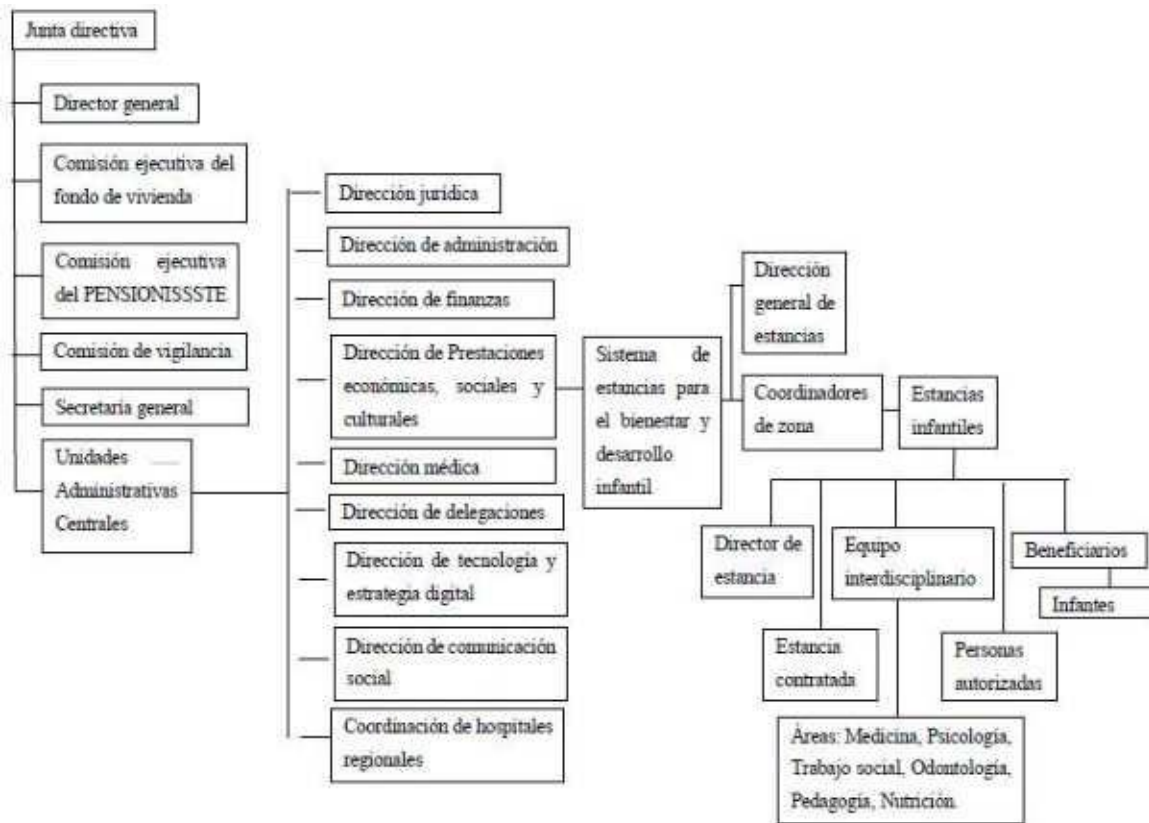 Junta directiva
Director general
Comisión ejecutiva del
fondo de vivienda
Comisión ejecutiva
del PENSIONISSSTE
Comisión de vigilancia
Secretaría general
Unidades
Administrativas
Centrales
Dirección jurídica
Dirección de administración
Dirección de finanzas
Dirección de Prestaciones
económicas, sociales y
culturales
Dirección médica
Dirección de delegaciones
Dirección de tecnología y
estrategia digital
Dirección de comunicación
social
Coordinación de hospitales
regionales
Sistema de
estancias para
el bienestar y
desarrollo
infantil
Dirección
general de
estancias
Coordinadores
de zona
Estancias
infantiles
Director de
estancia
Equipo
interdisciplinario
Beneficiarios
Infantes
Estancia
contratada
Personas
autorizadas
Áreas: Medicina, Psicología,
Trabajo social, Odontología,
Pedagogía, Nutrición.